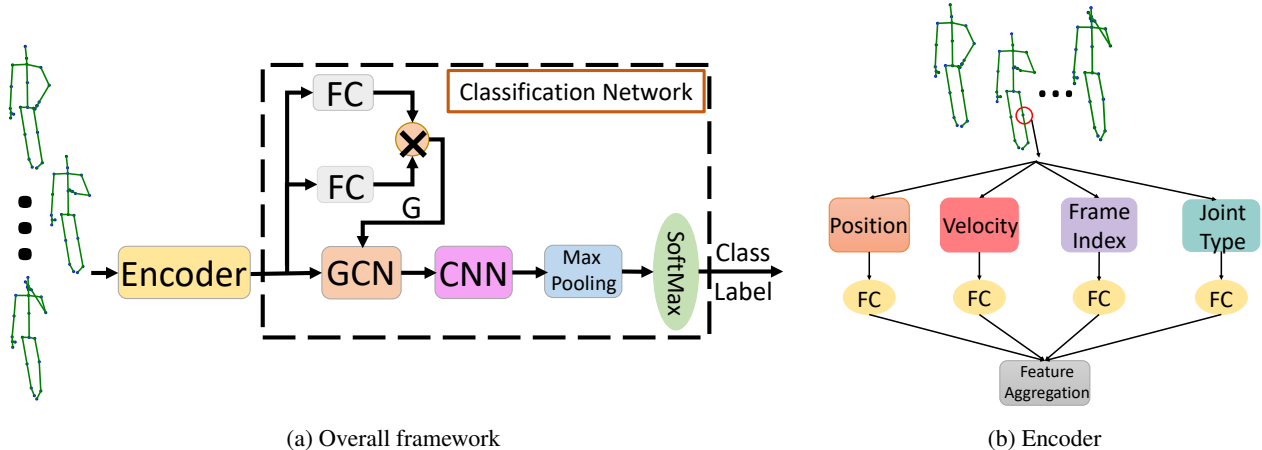 Classification Network
FC
FC
G
Encoder
GCN
CNN
Max
Pooling
SoftMax
Class
Label
(a) Overall framework
Position
Velocity
Frame
Index
Joint
Type
FC
FC
FC
FC
Feature
Aggregation
(b) Encoder